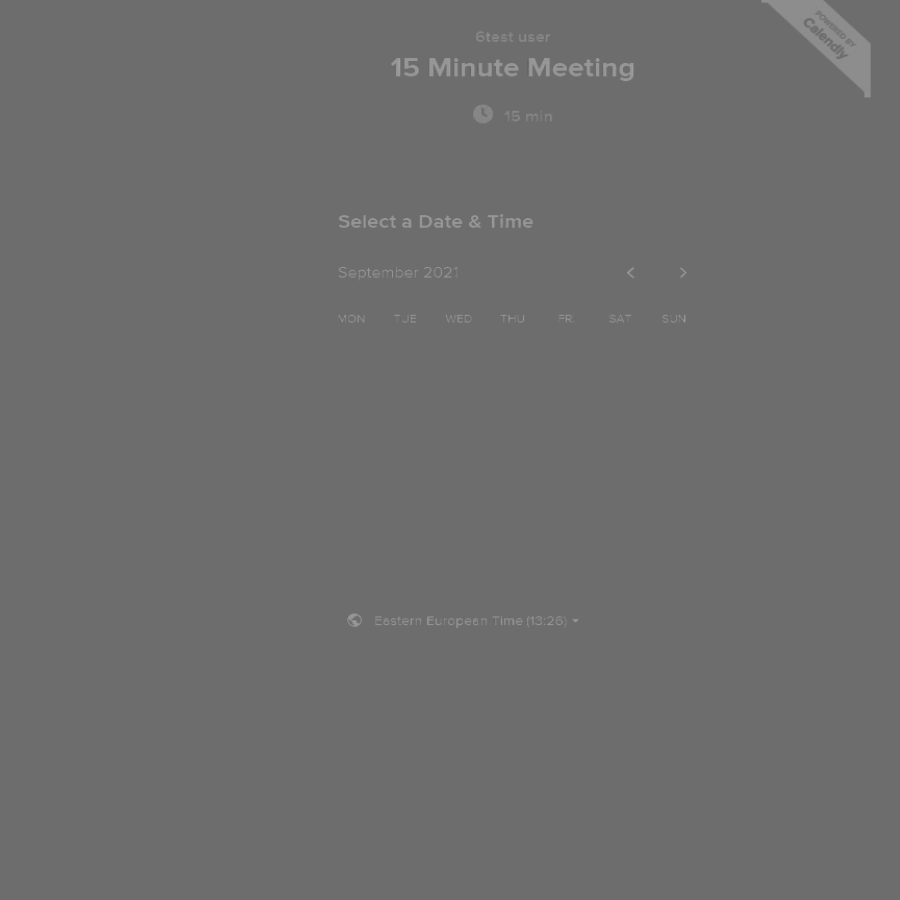 POWERED BY
Calendly
6test user
15 Minute Meeting
15 min
Select a Date & Time
September 2021
MON TUE WED THU FRI SAT SUN
Eastern European Time (13:26)